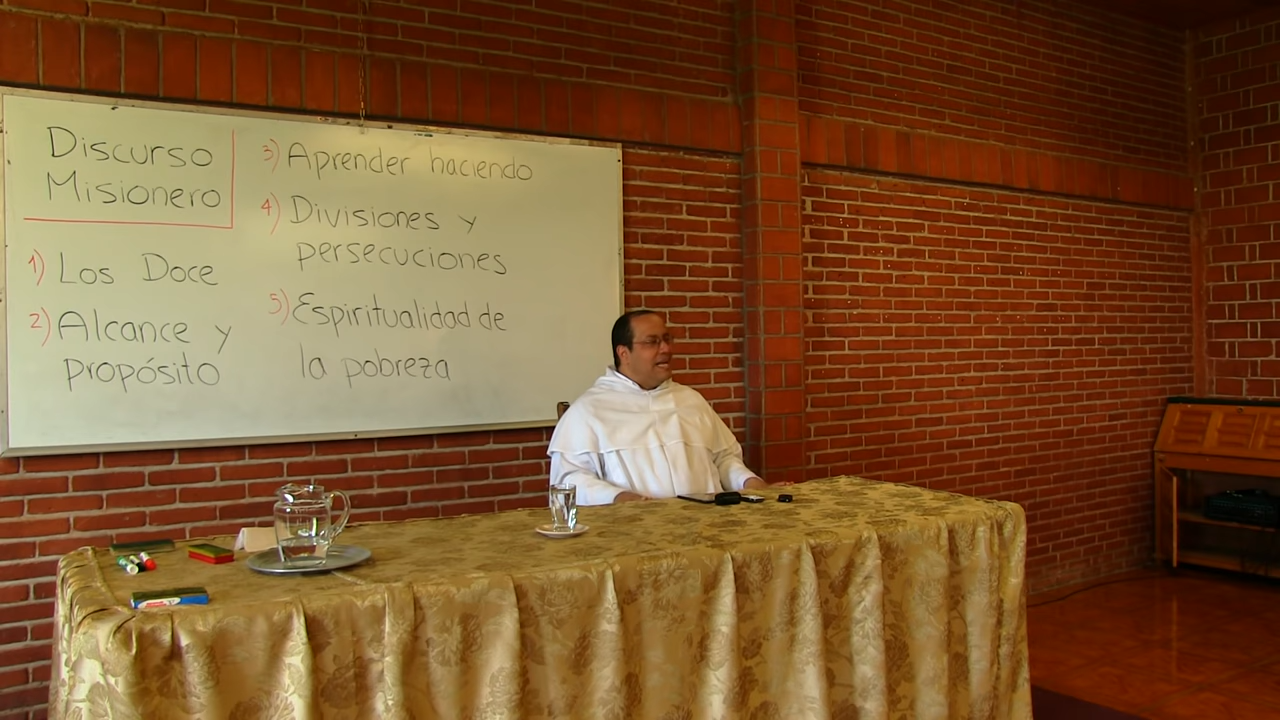 Discurso
Misionero
1) Los Doce
2) Alcance y
propósito
3) Aprender haciendo
4) Divisiones y
persecuciones
5) Espiritualidad de
la pobreza